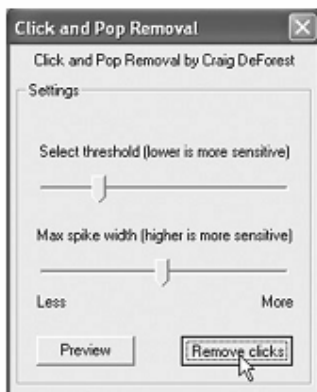 Click and Pop Removal
Click and Pop Removal by Craig DeForest
Settings
Select threshold (lower is more sensitive)
Max spike width (higher is more sensitive)
Less More
Preview Remove clicks